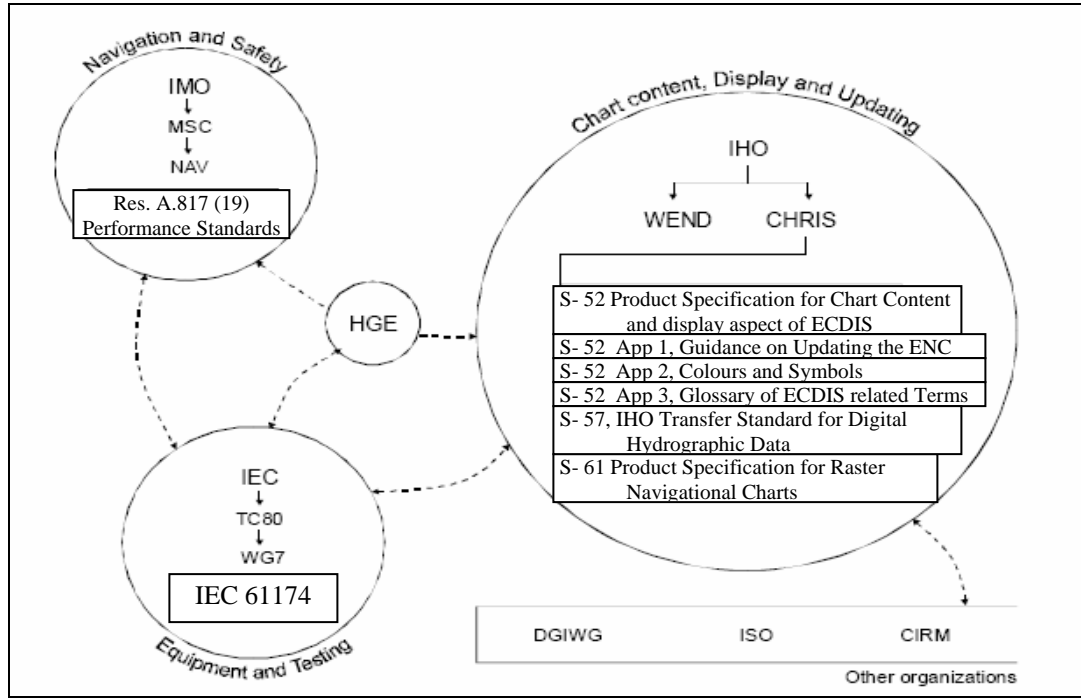 Navigation and Safety
IMO
MSC
NAV
Res. A.817 (19)
Performance Standards
HGE
IEC
TC80
WG7
IEC 61174
Equipment and Testing
Chart content, Display and Updating
IHO
WEND CHRIS
S- 52 Product Specification for Chart Content
and display aspect of ECDIS
S- 52 App 1, Guidance on Updating the ENC
S- 52 App 2, Colours and Symbols
S- 52 App 3, Glossary of ECDIS related Terms
S- 57, IHO Transfer Standard for Digital
Hydrographic Data
S- 61 Product Specification for Raster
Navigational Charts
DGIWG ISO CIRM
Other organizations